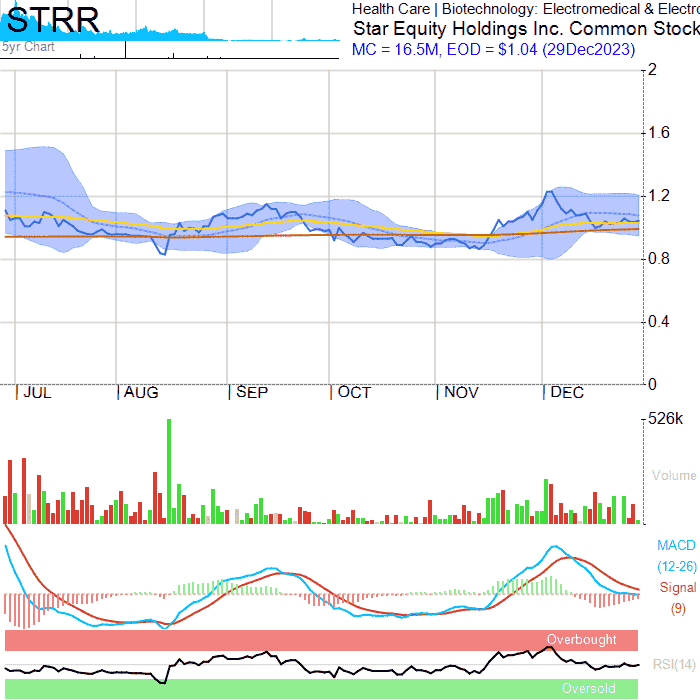 STRR
5yr Chart
Health Care | Biotechnology: Electromedical & Electro
Star Equity Holdings Inc. Common Stock
MC = 16.5M, EOD = $1.04 (29Dec2023)
2
1.6
1.2
0.8
0.4
0
JUL
AUG
SEP
OCT
NOV
DEC
526k
Volume
MACD
(12-26)
Signal
(9)
Overbought
RSI(14)
Oversold